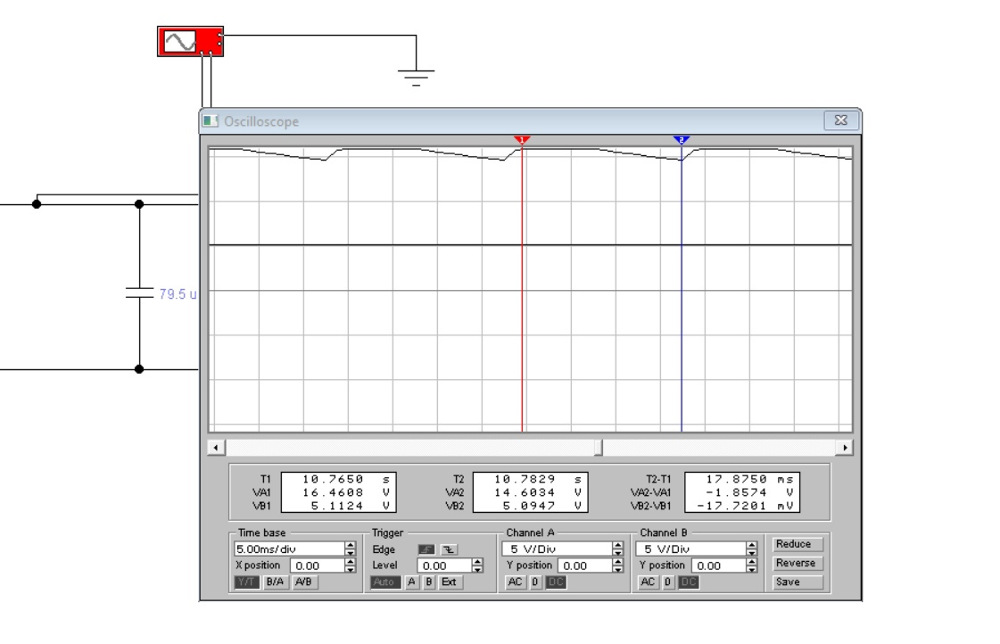 Oscilloscope
1 2
79.5 u
T1 10.7650 s T2 10.7829 s T2-T1 17.8750 ms
VA1 16.4608 V VA2 14.6034 V VA2-VA1 -1.8574 V
VB1 5.1124 V VB2 5.0947 V VB2-VB1 -17.7201 mV
Time base Trigger Channel A Channel B
5.00ms/div Edge 5 V/Div 5 V/Div Reduce
X position 0.00 Level 0.00 Y position 0.00 Y position 0.00 Reverse
Y/T B/A A/B Auto A B Ext AC 0 DC AC 0 DC Save